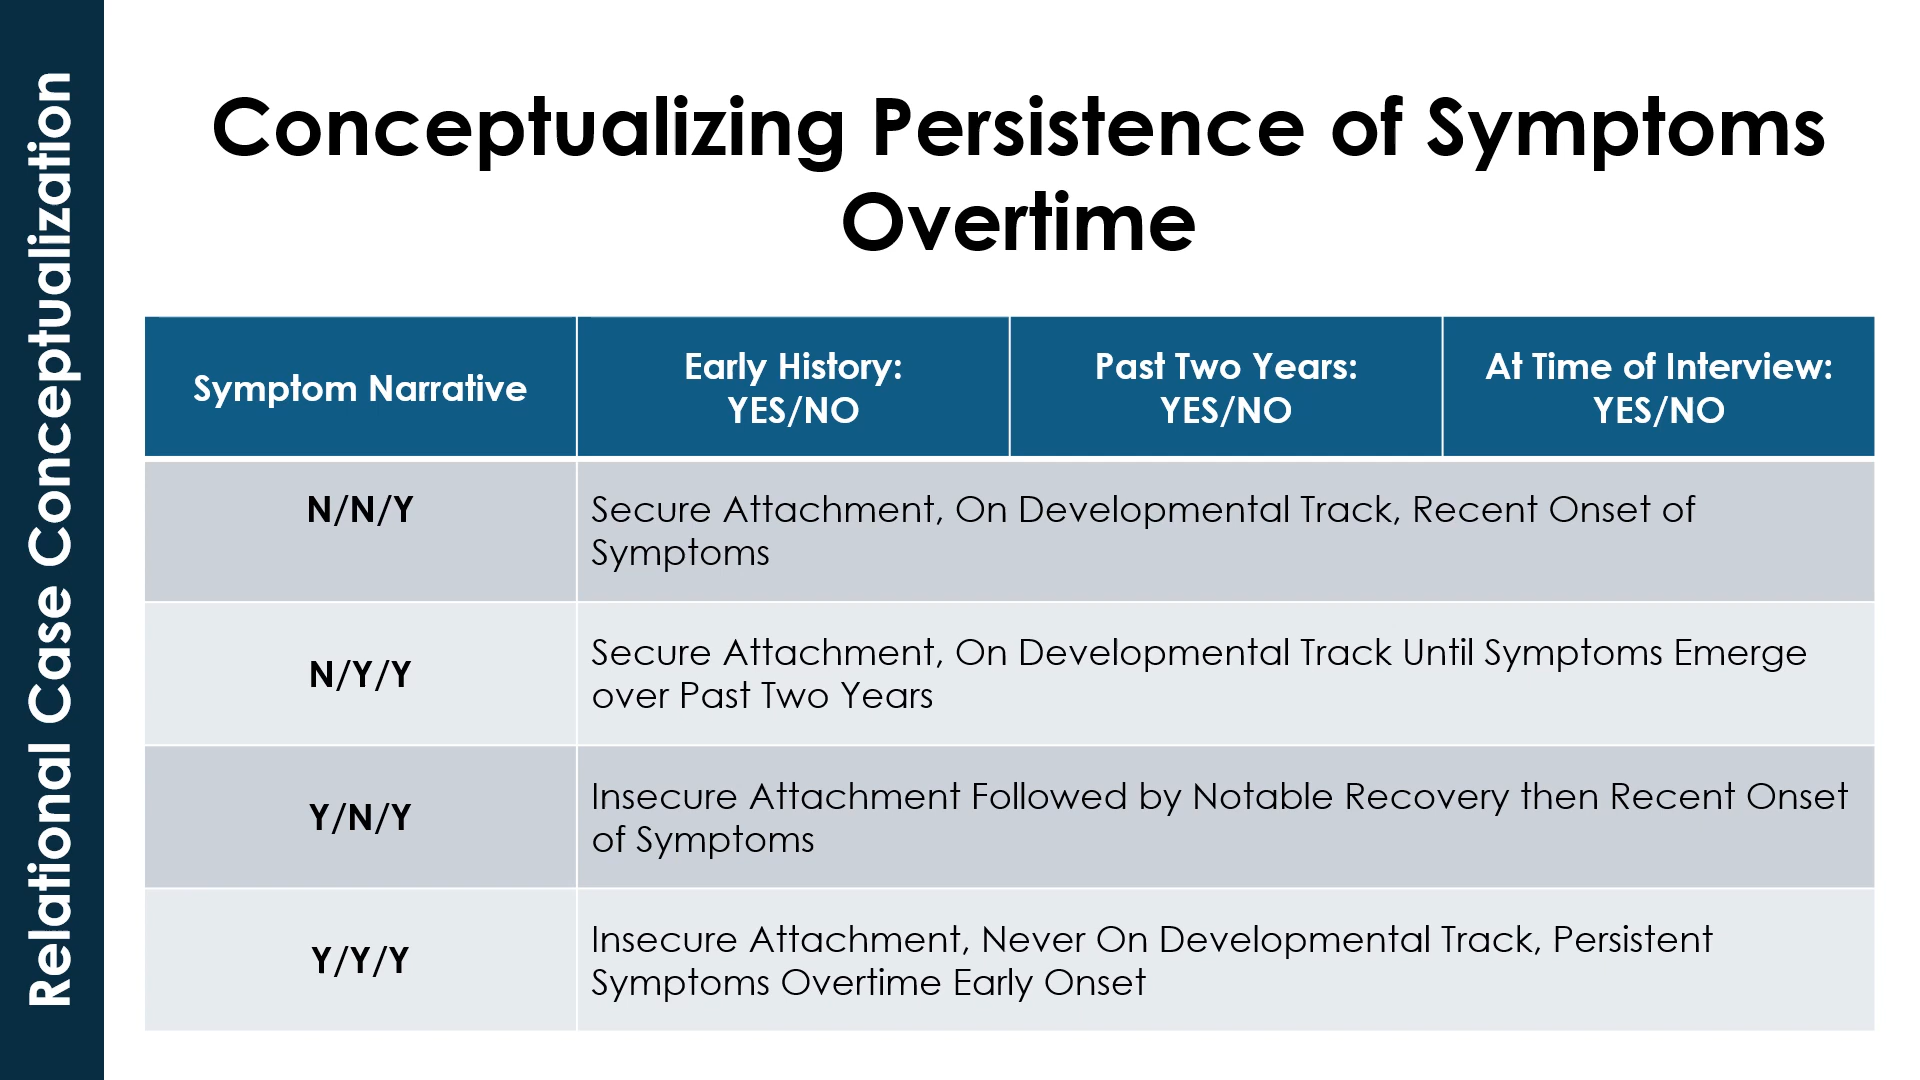 Relational Case Conceptualization
Conceptualizing Persistence of Symptoms
Overtime
Symptom Narrative
Early History:
YES/NO
Past Two Years:
YES/NO
At Time of Interview:
YES/NO
N/N/Y
Secure Attachment, On Developmental Track, Recent Onset of
Symptoms
N/Y/Y
Secure Attachment, On Developmental Track Until Symptoms Emerge
over Past Two Years
Y/N/Y
Insecure Attachment Followed by Notable Recovery then Recent Onset
of Symptoms
Y/Y/Y
Insecure Attachment, Never On Developmental Track, Persistent
Symptoms Overtime Early Onset